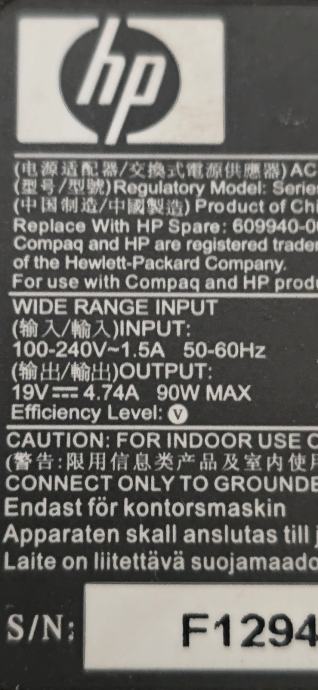 hp
(电源适配器/交換式電源供應器) AC
(型号/型號)Regulatory Model: Series
(中国制造/中國製造) Product of Chi
Replace With HP Spare: 609940-0
Compaq and HP are registered trade
of the Hewlett-Packard Company.
For use with Compaq and HP produ
WIDE RANGE INPUT
(输入/輸入)INPUT:
100-240V~1.5A 50-60Hz
(输出/輸出)OUTPUT:
19V⎓ 4.74A 90W MAX
Efficiency Level: Ⓥ
CAUTION: FOR INDOOR USE O
(警告:限用信息类产品及室内使用
CONNECT ONLY TO GROUNDE
Endast för kontorsmaskin
Apparaten skall anslutas till j
Laite on liitettävä suojamaado
S/N: F1294